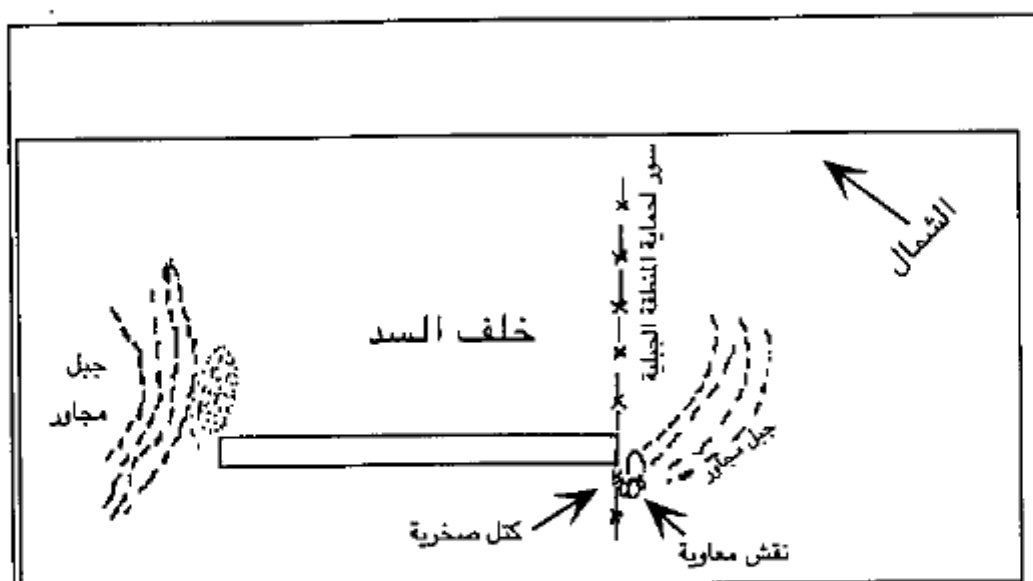 الشمال
سور لحماية المنطقة الجبلية
خلف السد
جبل
مجاور
جبل مجاور
كتل صخرية
نقش معاوية